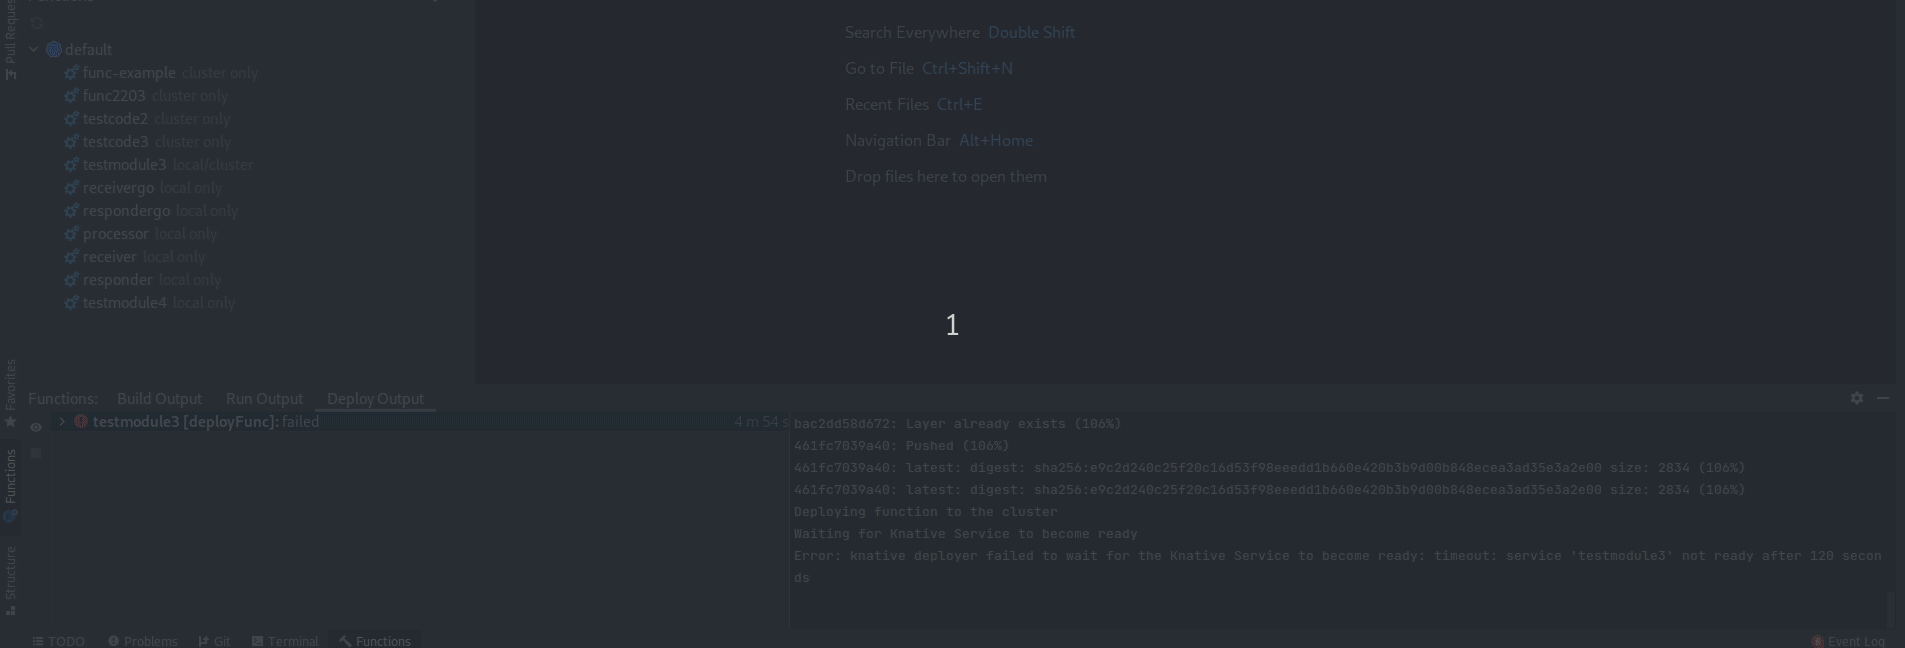 Pull Reques
Functions
default
func-example cluster only
func2203 cluster only
testcode2 cluster only
testcode3 cluster only
testmodule3 local/cluster
receivergo local only
respondergo local only
processor local only
receiver local only
responder local only
testmodule4 local only
Search Everywhere Double Shift
Go to File Ctrl+Shift+N
Recent Files Ctrl+E
Navigation Bar Alt+Home
Drop files here to open them
1
Favorites
Functions
Structure
Functions: Build Output Run Output Deploy Output
testmodule3 [deployFunc]: failed 4 m 54 s
bac2dd58d672: Layer already exists (106%)
461fc7039a40: Pushed (106%)
461fc7039a40: latest: digest: sha256:e9c2d240c25f20c16d53f98eeedd1b660e420b3b9d00b848ecea3ad35e3a2e00 size: 2834 (106%)
461fc7039a40: latest: digest: sha256:e9c2d240c25f20c16d53f98eeedd1b660e420b3b9d00b848ecea3ad35e3a2e00 size: 2834 (106%)
Deploying function to the cluster
Waiting for Knative Service to become ready
Error: knative deployer failed to wait for the Knative Service to become ready: timeout: service 'testmodule3' not ready after 120 secon
ds
TODO Problems Git Terminal Functions Event Log